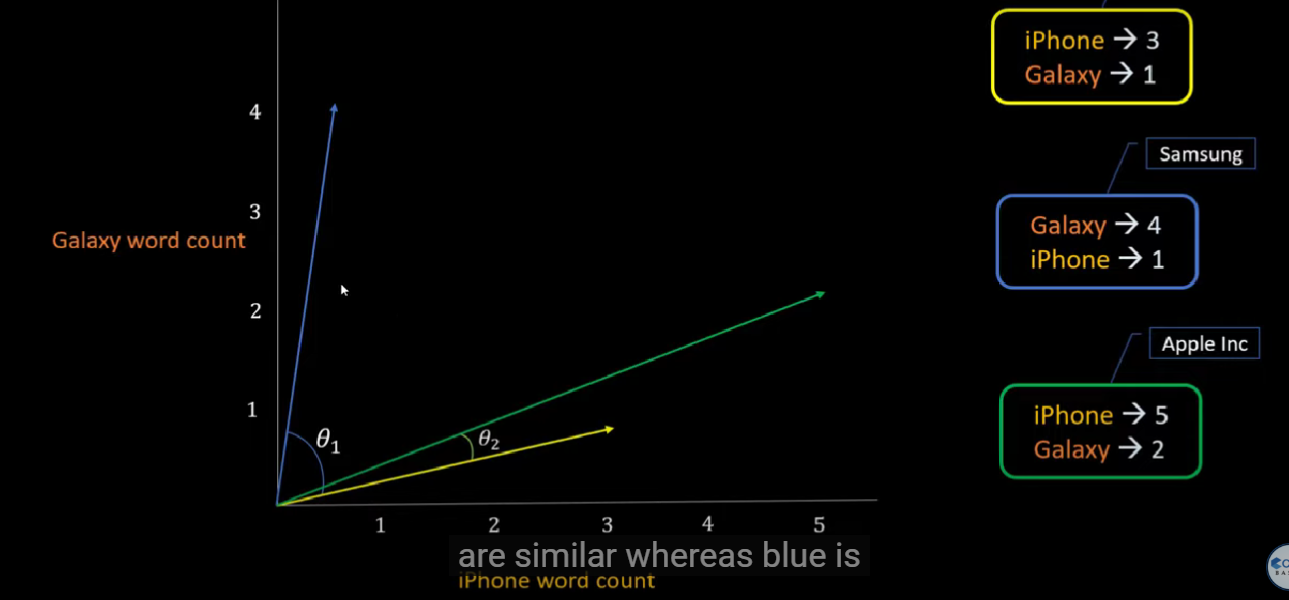 iPhone → 3
Galaxy → 1
4
Samsung
3
Galaxy → 4
Galaxy word count
iPhone → 1
2
Apple Inc
1
iPhone → 5
θ1
θ2
Galaxy → 2
1 2 3 4 5
are similar whereas blue is
iPhone word count